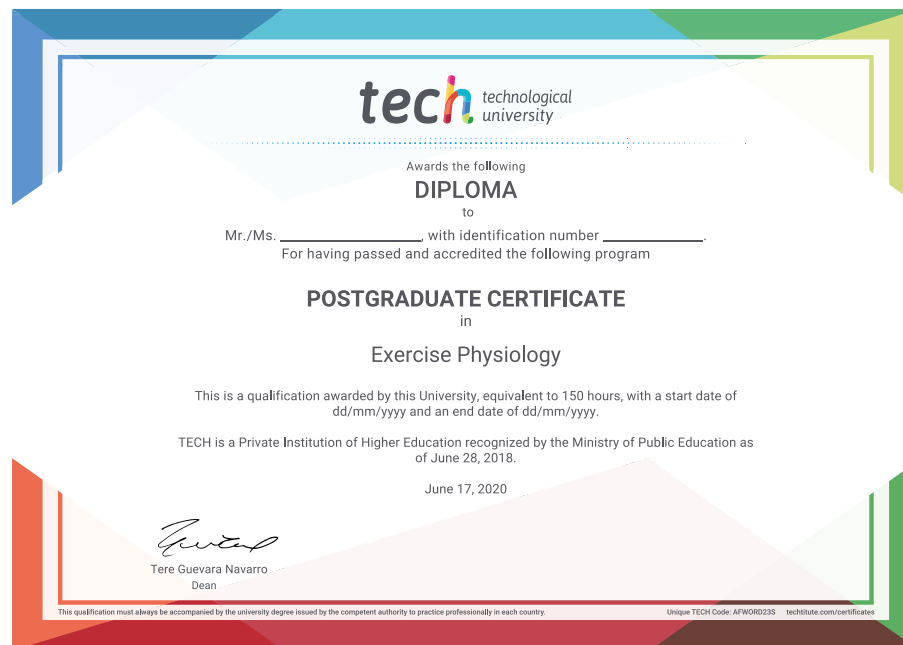 tech technological
university
Awards the following
DIPLOMA
to
Mr./Ms. ____________, with identification number ____________.
For having passed and accredited the following program
POSTGRADUATE CERTIFICATE
in
Exercise Physiology
This is a qualification awarded by this University, equivalent to 150 hours, with a start date of
dd/mm/yyyy and an end date of dd/mm/yyyy.
TECH is a Private Institution of Higher Education recognized by the Ministry of Public Education as
of June 28, 2018.
June 17, 2020
Tere Guevara Navarro
Dean
This qualification must always be accompanied by the university degree issued by the competent authority to practice professionally in each country. Unique TECH Code: AFWORD23S techtitute.com/certificates